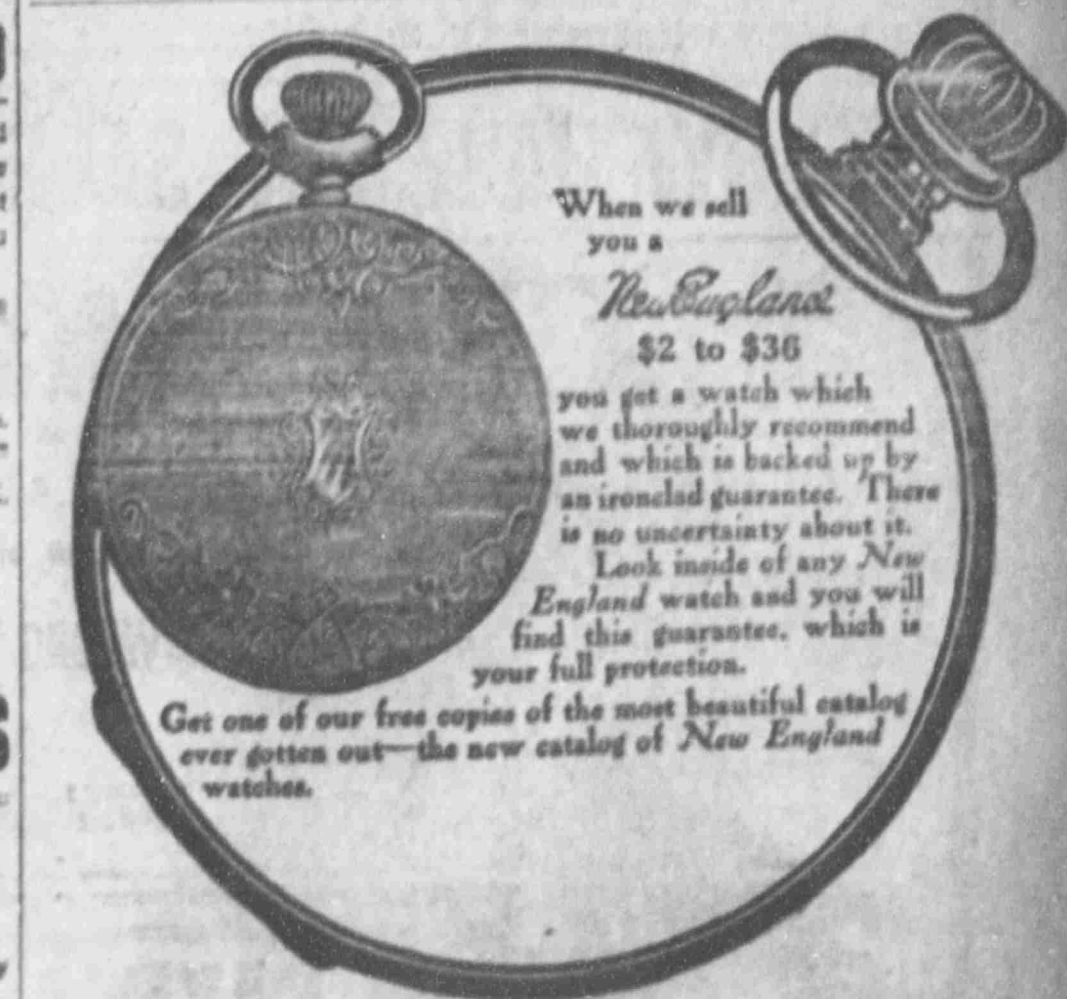 When we sell
you a
New England
$2 to $36
you get a watch which
we thoroughly recommend
and which is backed up by
an ironclad guarantee. There
is no uncertainty about it.
Look inside of any New
England watch and you will
find this guarantee, which is
your full protection.
Get one of our free copies of the most beautiful catalog
ever gotten out—the new catalog of New England
watches.